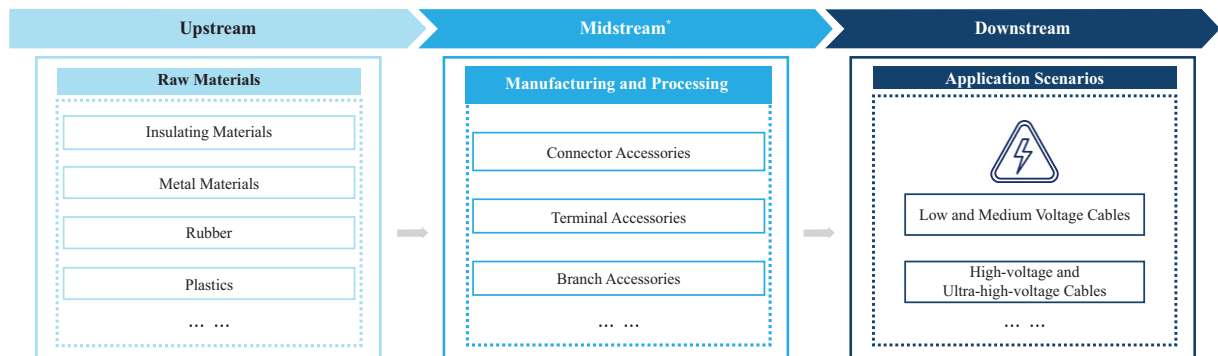 Upstream
Midstream*
Downstream
Raw Materials
Insulating Materials
Metal Materials
Rubber
Plastics
... ...
Manufacturing and Processing
Connector Accessories
Terminal Accessories
Branch Accessories
... ...
Application Scenarios
Low and Medium Voltage Cables
High-voltage and
Ultra-high-voltage Cables
... ...